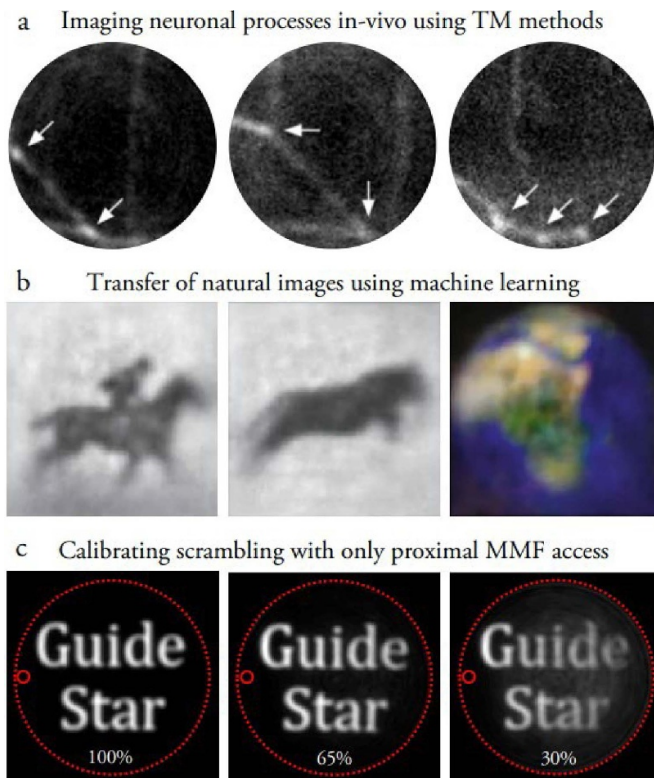 a Imaging neuronal processes in-vivo using TM methods
b Transfer of natural images using machine learning
c Calibrating scrambling with only proximal MMF access
Guide
Star
100%
Guide
Star
65%
Guide
Star
30%